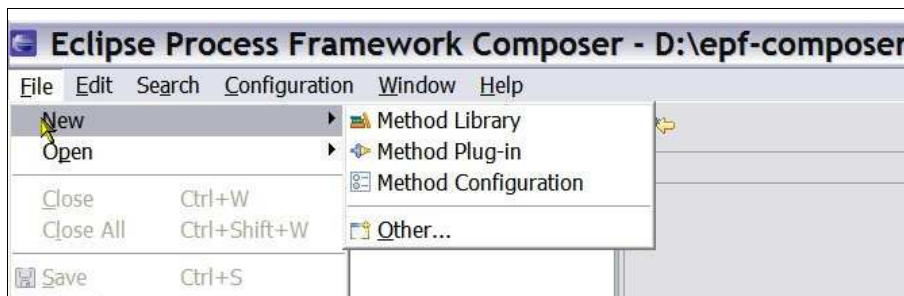 Eclipse Process Framework Composer - D:\epf-composer
File Edit Search Configuration Window Help
New
Open
Close Ctrl+W
Close All Ctrl+Shift+W
Save Ctrl+S
Method Library
Method Plug-in
Method Configuration
Other...